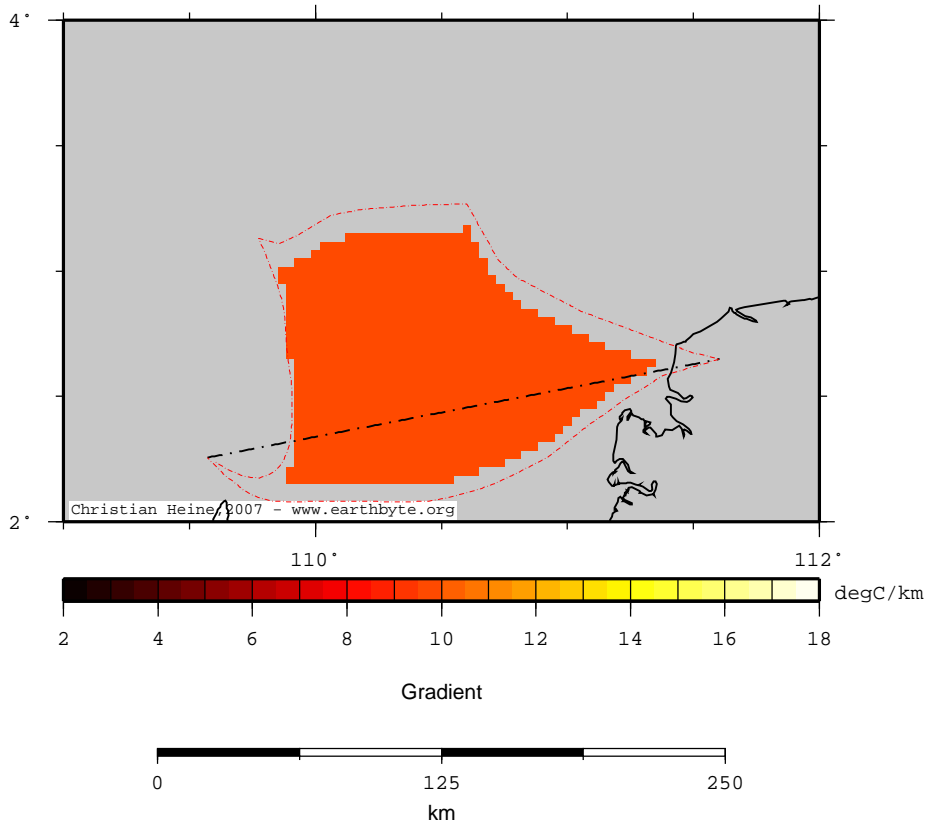 4°
2°
Christian Heine,2007 - www.earthbyte.org
110° 112°
degC/km
2 4 6 8 10 12 14 16 18
Gradient
0 125 250
km